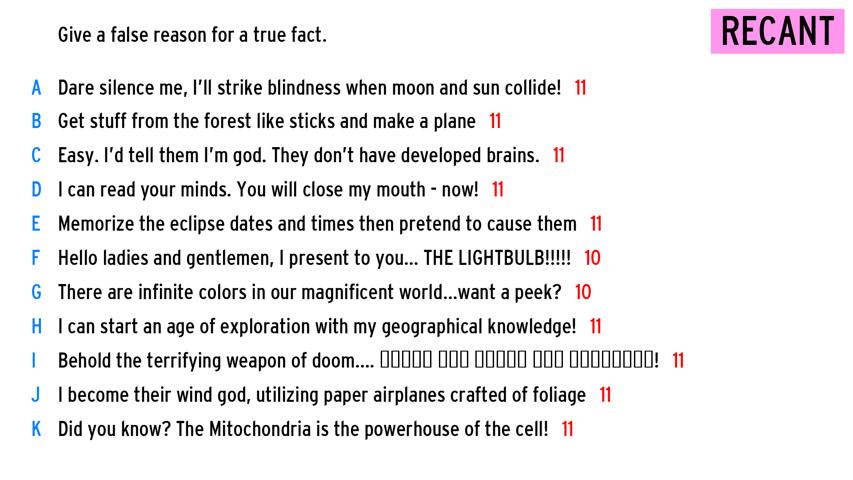 Give a false reason for a true fact.
RECANT
A Dare silence me, I'll strike blindness when moon and sun collide! 11
B Get stuff from the forest like sticks and make a plane 11
C Easy. I'd tell them I'm god. They don't have developed brains. 11
D I can read your minds. You will close my mouth - now! 11
E Memorize the eclipse dates and times then pretend to cause them 11
F Hello ladies and gentlemen, I present to you... THE LIGHTBULB!!!!! 10
G There are infinite colors in our magnificent world...want a peek? 10
H I can start an age of exploration with my geographical knowledge! 11
I Behold the terrifying weapon of doom.... ▯▯▯▯▯ ▯▯▯ ▯▯▯▯▯ ▯▯▯ ▯▯▯▯▯▯▯▯! 11
J I become their wind god, utilizing paper airplanes crafted of foliage 11
K Did you know? The Mitochondria is the powerhouse of the cell! 11